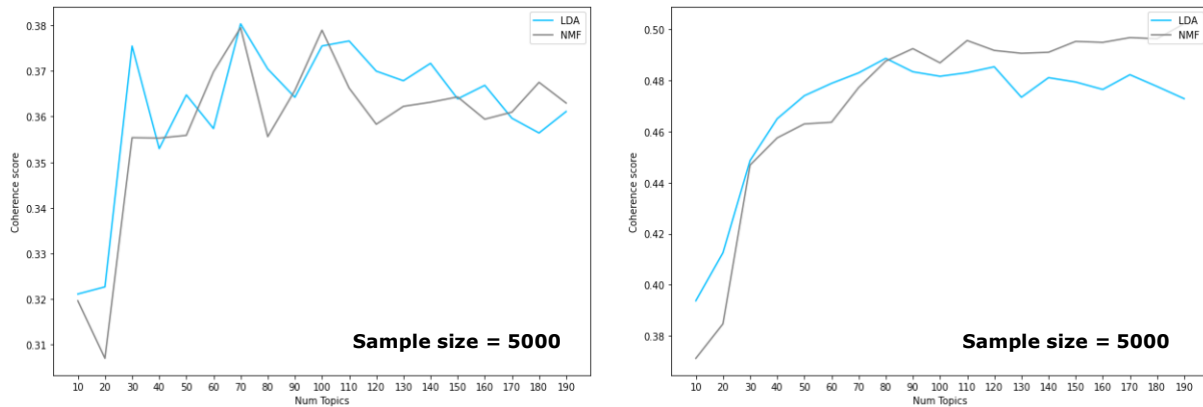 LDA
NMF
0.38
0.37
0.36
0.35
0.34
0.33
0.32
0.31
Coherence score
Sample size = 5000
10 20 30 40 50 60 70 80 90 100 110 120 130 140 150 160 170 180 190
Num Topics
LDA
NMF
0.50
0.48
0.46
0.44
0.42
0.40
0.38
Coherence score
Sample size = 5000
10 20 30 40 50 60 70 80 90 100 110 120 130 140 150 160 170 180 190
Num Topics